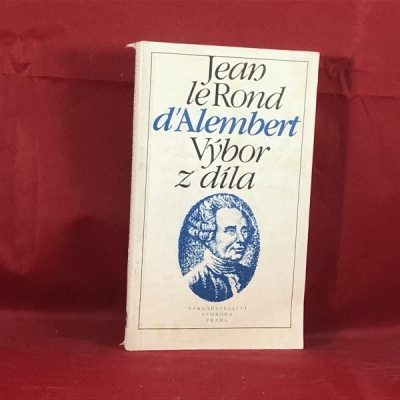 Jean
le Rond
d'Alembert
Výbor
z díla
NAKLADATELSTVÍ
SVOBODA
PRAHA